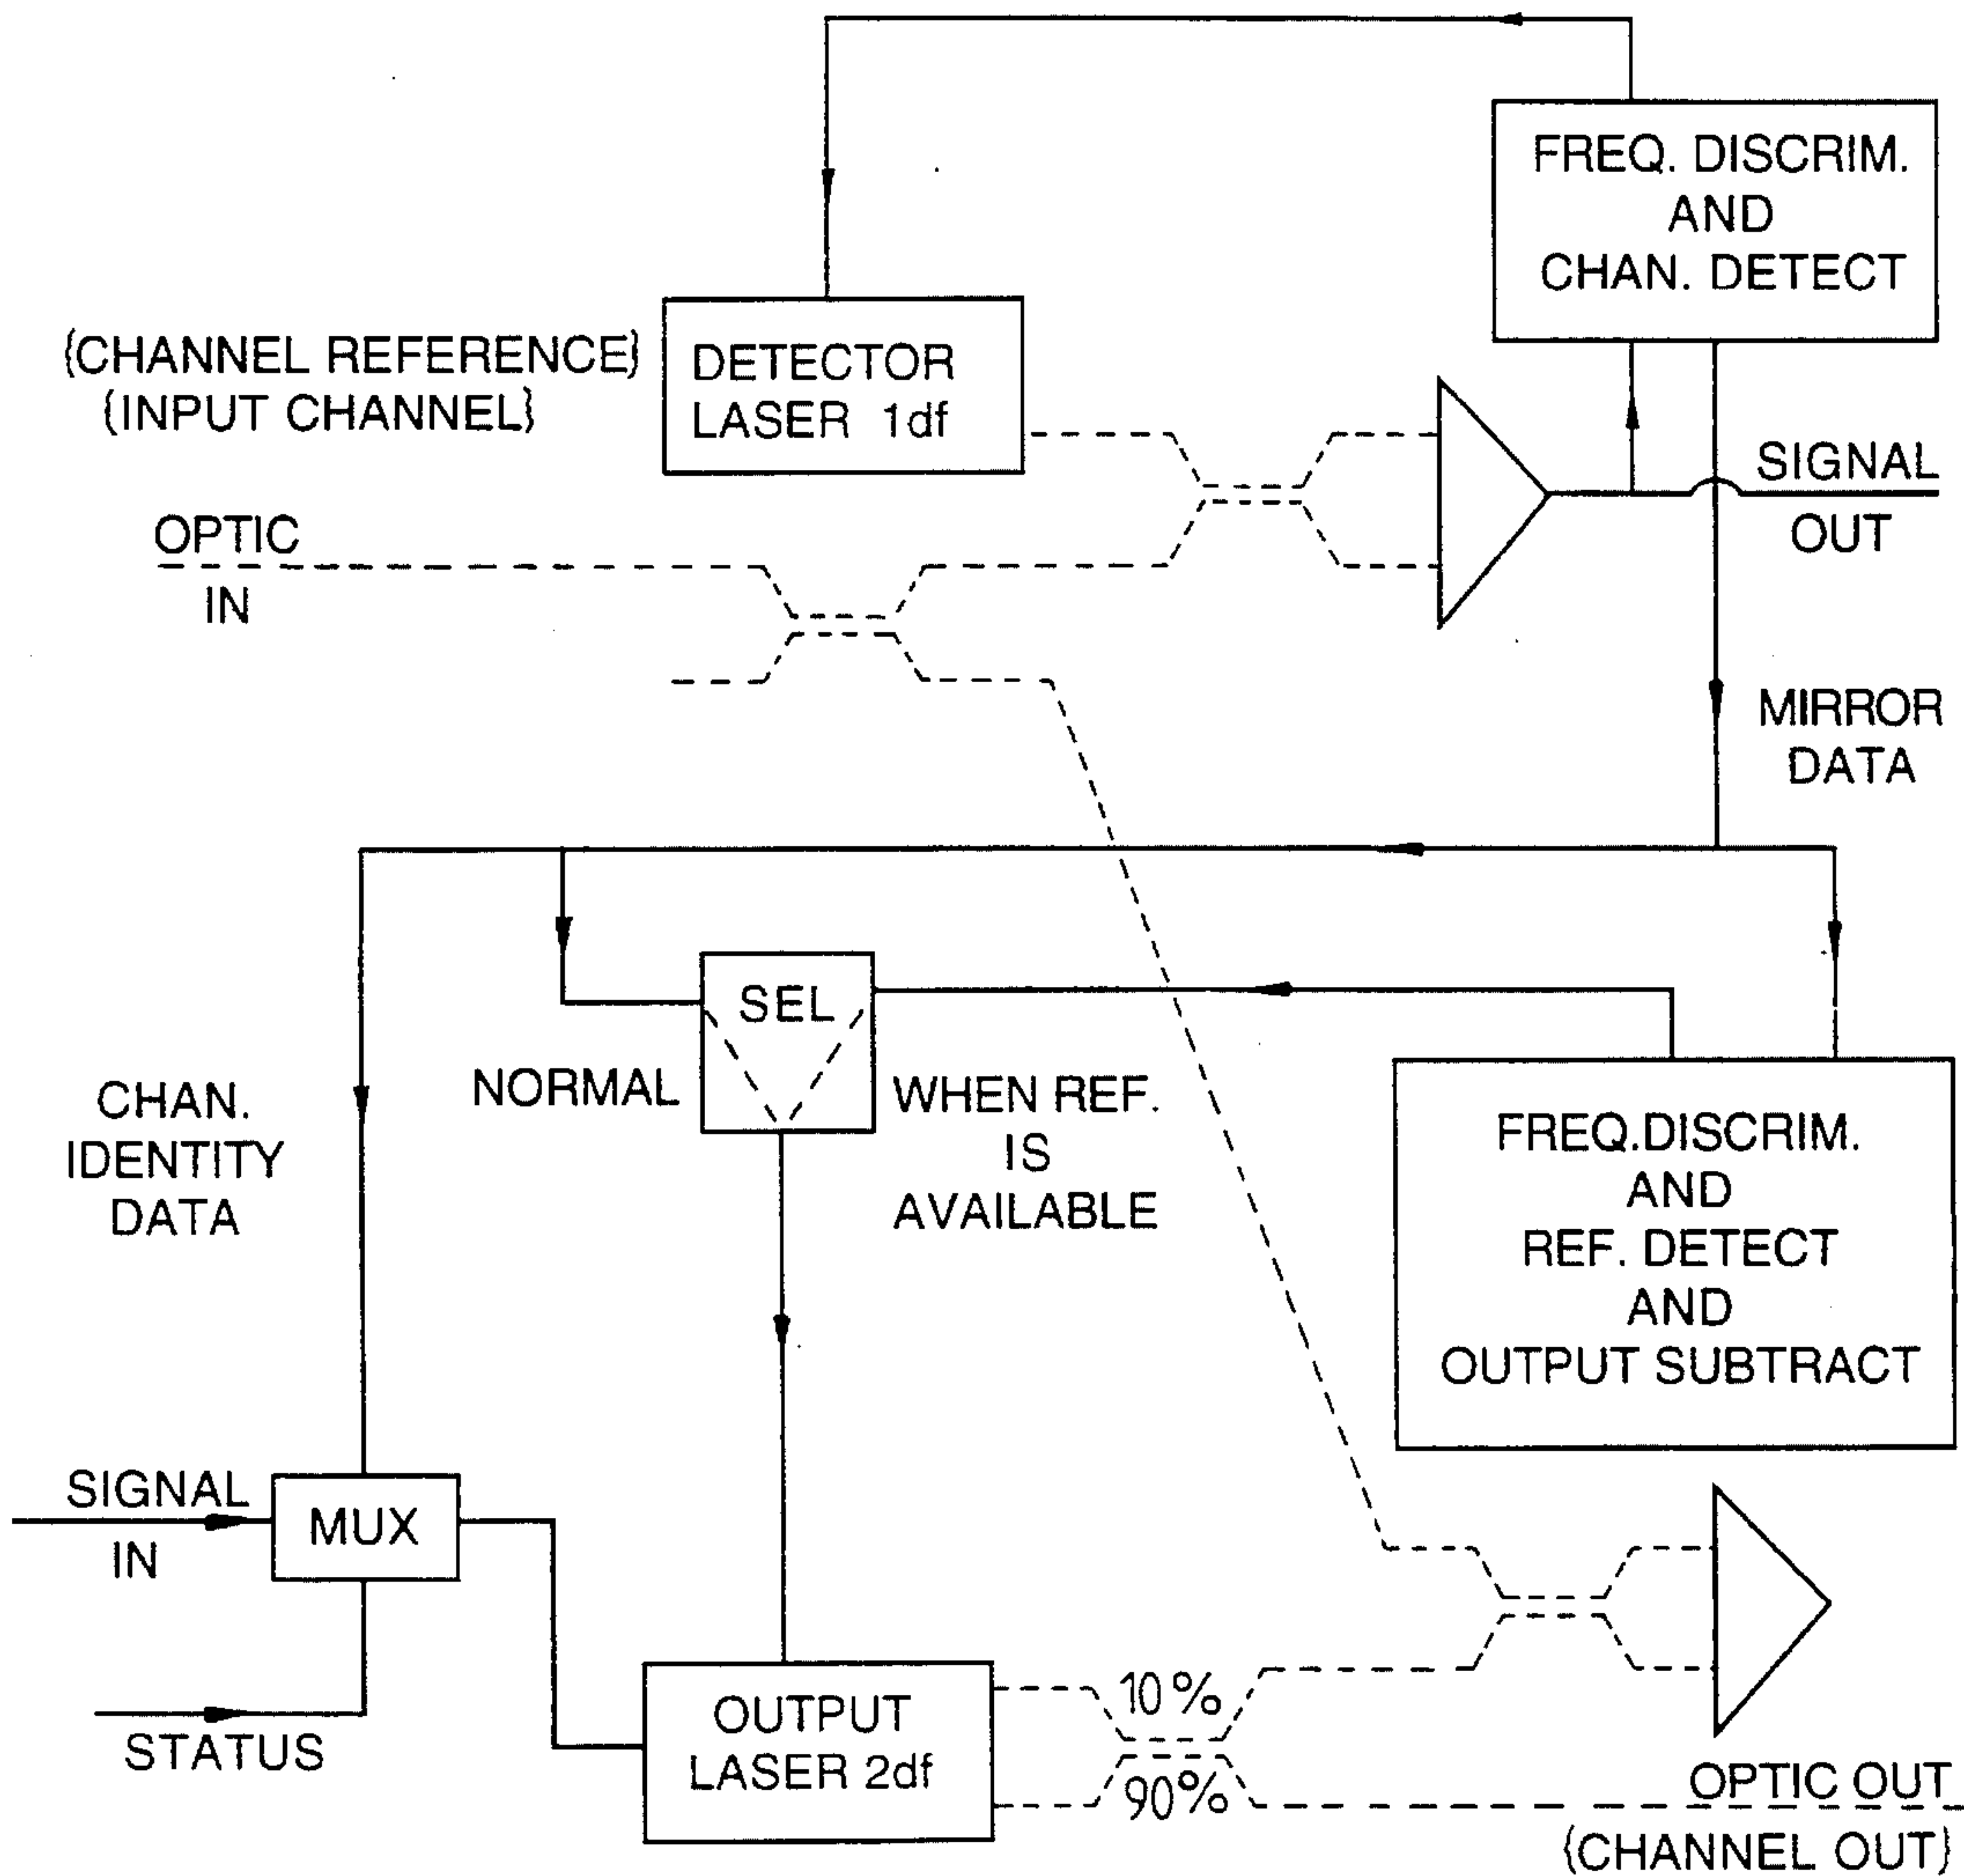 FREQ. DISCRIM.
AND
CHAN. DETECT
{CHANNEL REFERENCE}
{INPUT CHANNEL}
DETECTOR
LASER 1df
SIGNAL
OUT
OPTIC
IN
MIRROR
DATA
SEL
NORMAL
WHEN REF.
IS
AVAILABLE
CHAN.
IDENTITY
DATA
FREQ.DISCRIM.
AND
REF. DETECT
AND
OUTPUT SUBTRACT
SIGNAL
IN
MUX
STATUS
OUTPUT
LASER 2df
10%
90%
OPTIC OUT
{CHANNEL OUT}